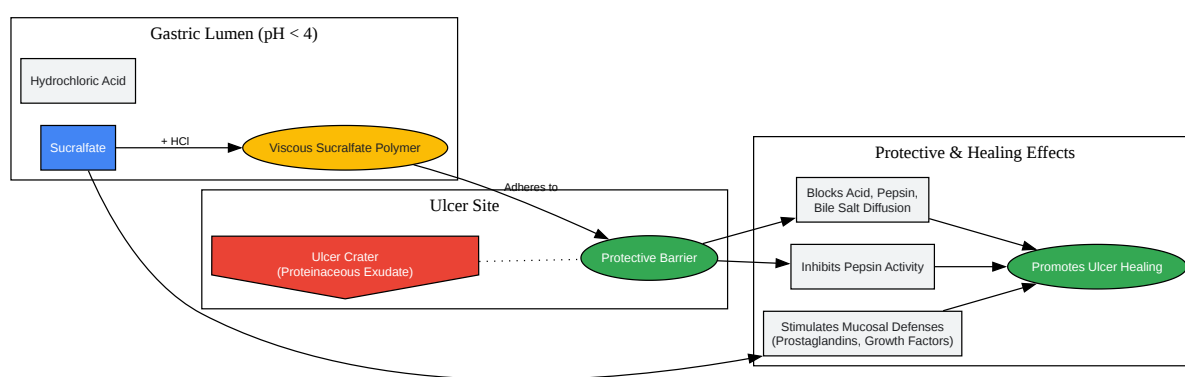 Gastric Lumen (pH < 4)
Hydrochloric Acid
Sucralfate
+ HCl
Viscous Sucralfate Polymer
Adheres to
Ulcer Site
Ulcer Crater
(Proteinaceous Exudate)
Protective Barrier
Protective & Healing Effects
Blocks Acid, Pepsin,
Bile Salt Diffusion
Inhibits Pepsin Activity
Promotes Ulcer Healing
Stimulates Mucosal Defenses
(Prostaglandins, Growth Factors)